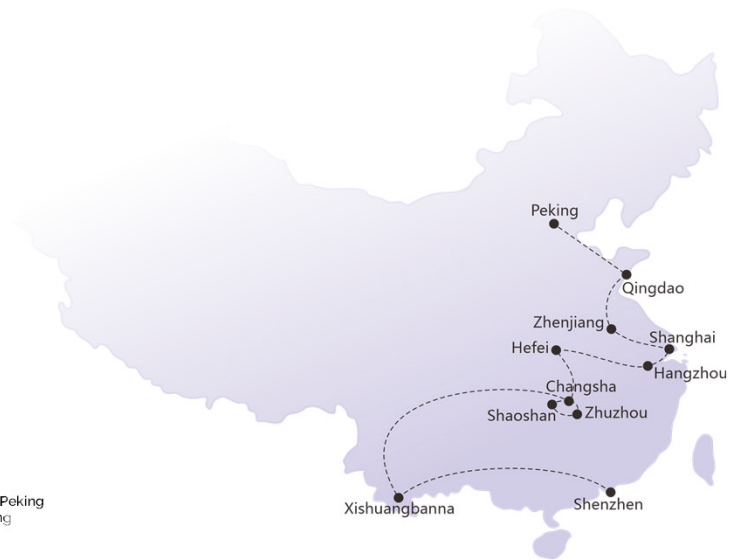 Peking
Qingdao
Zhenjiang
Shanghai
Hefei
Hangzhou
Changsha
Shaoshan
Zhuzhou
Xishuangbanna
Shenzhen
Peking